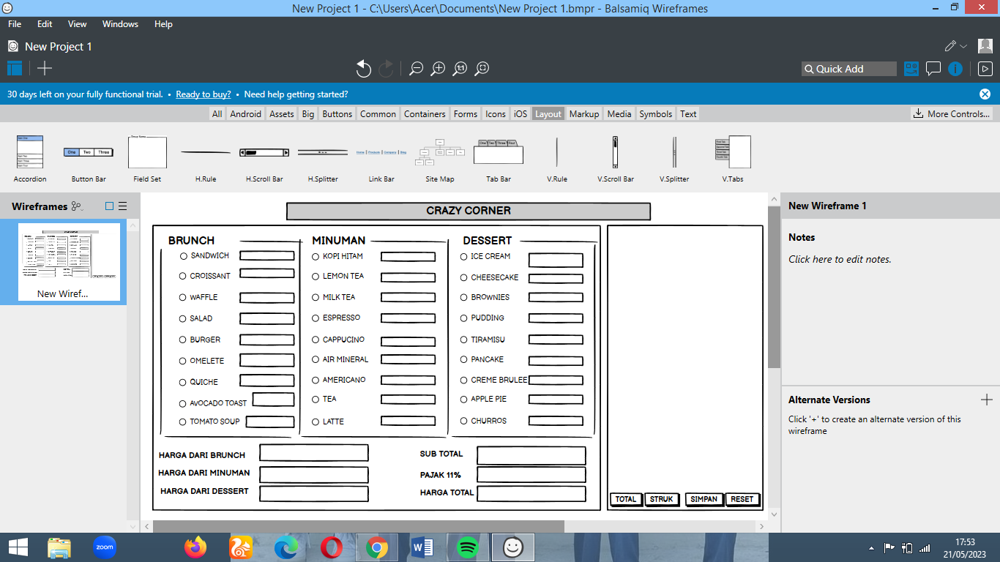 New Project 1 - C:\Users\Acer\Documents\New Project 1.bmpr - Balsamiq Wireframes
File Edit View Windows Help
New Project 1
Quick Add
30 days left on your fully functional trial. • Ready to buy? • Need help getting started?
All Android Assets Big Buttons Common Containers Forms Icons iOS Layout Markup Media Symbols Text More Controls...
Accordion Button Bar Field Set H.Rule H.Scroll Bar H.Splitter Link Bar Site Map Tab Bar V.Rule V.Scroll Bar V.Splitter V.Tabs
Wireframes
New Wiref...
CRAZY CORNER
BRUNCH
SANDWICH
CROISSANT
WAFFLE
SALAD
BURGER
OMELETE
QUICHE
AVOCADO TOAST
TOMATO SOUP
MINUMAN
KOPI HITAM
LEMON TEA
MILK TEA
ESPRESSO
CAPPUCINO
AIR MINERAL
AMERICANO
TEA
LATTE
DESSERT
ICE CREAM
CHEESECAKE
BROWNIES
PUDDING
TIRAMISU
PANCAKE
CREME BRULEE
APPLE PIE
CHURROS
HARGA DARI BRUNCH
HARGA DARI MINUMAN
HARGA DARI DESSERT
SUB TOTAL
PAJAK 11%
HARGA TOTAL
TOTAL STRUK SIMPAN RESET
New Wireframe 1
Notes
Click here to edit notes.
Alternate Versions
Click '+' to create an alternate version of this
wireframe
zoom
17:53
21/05/2023